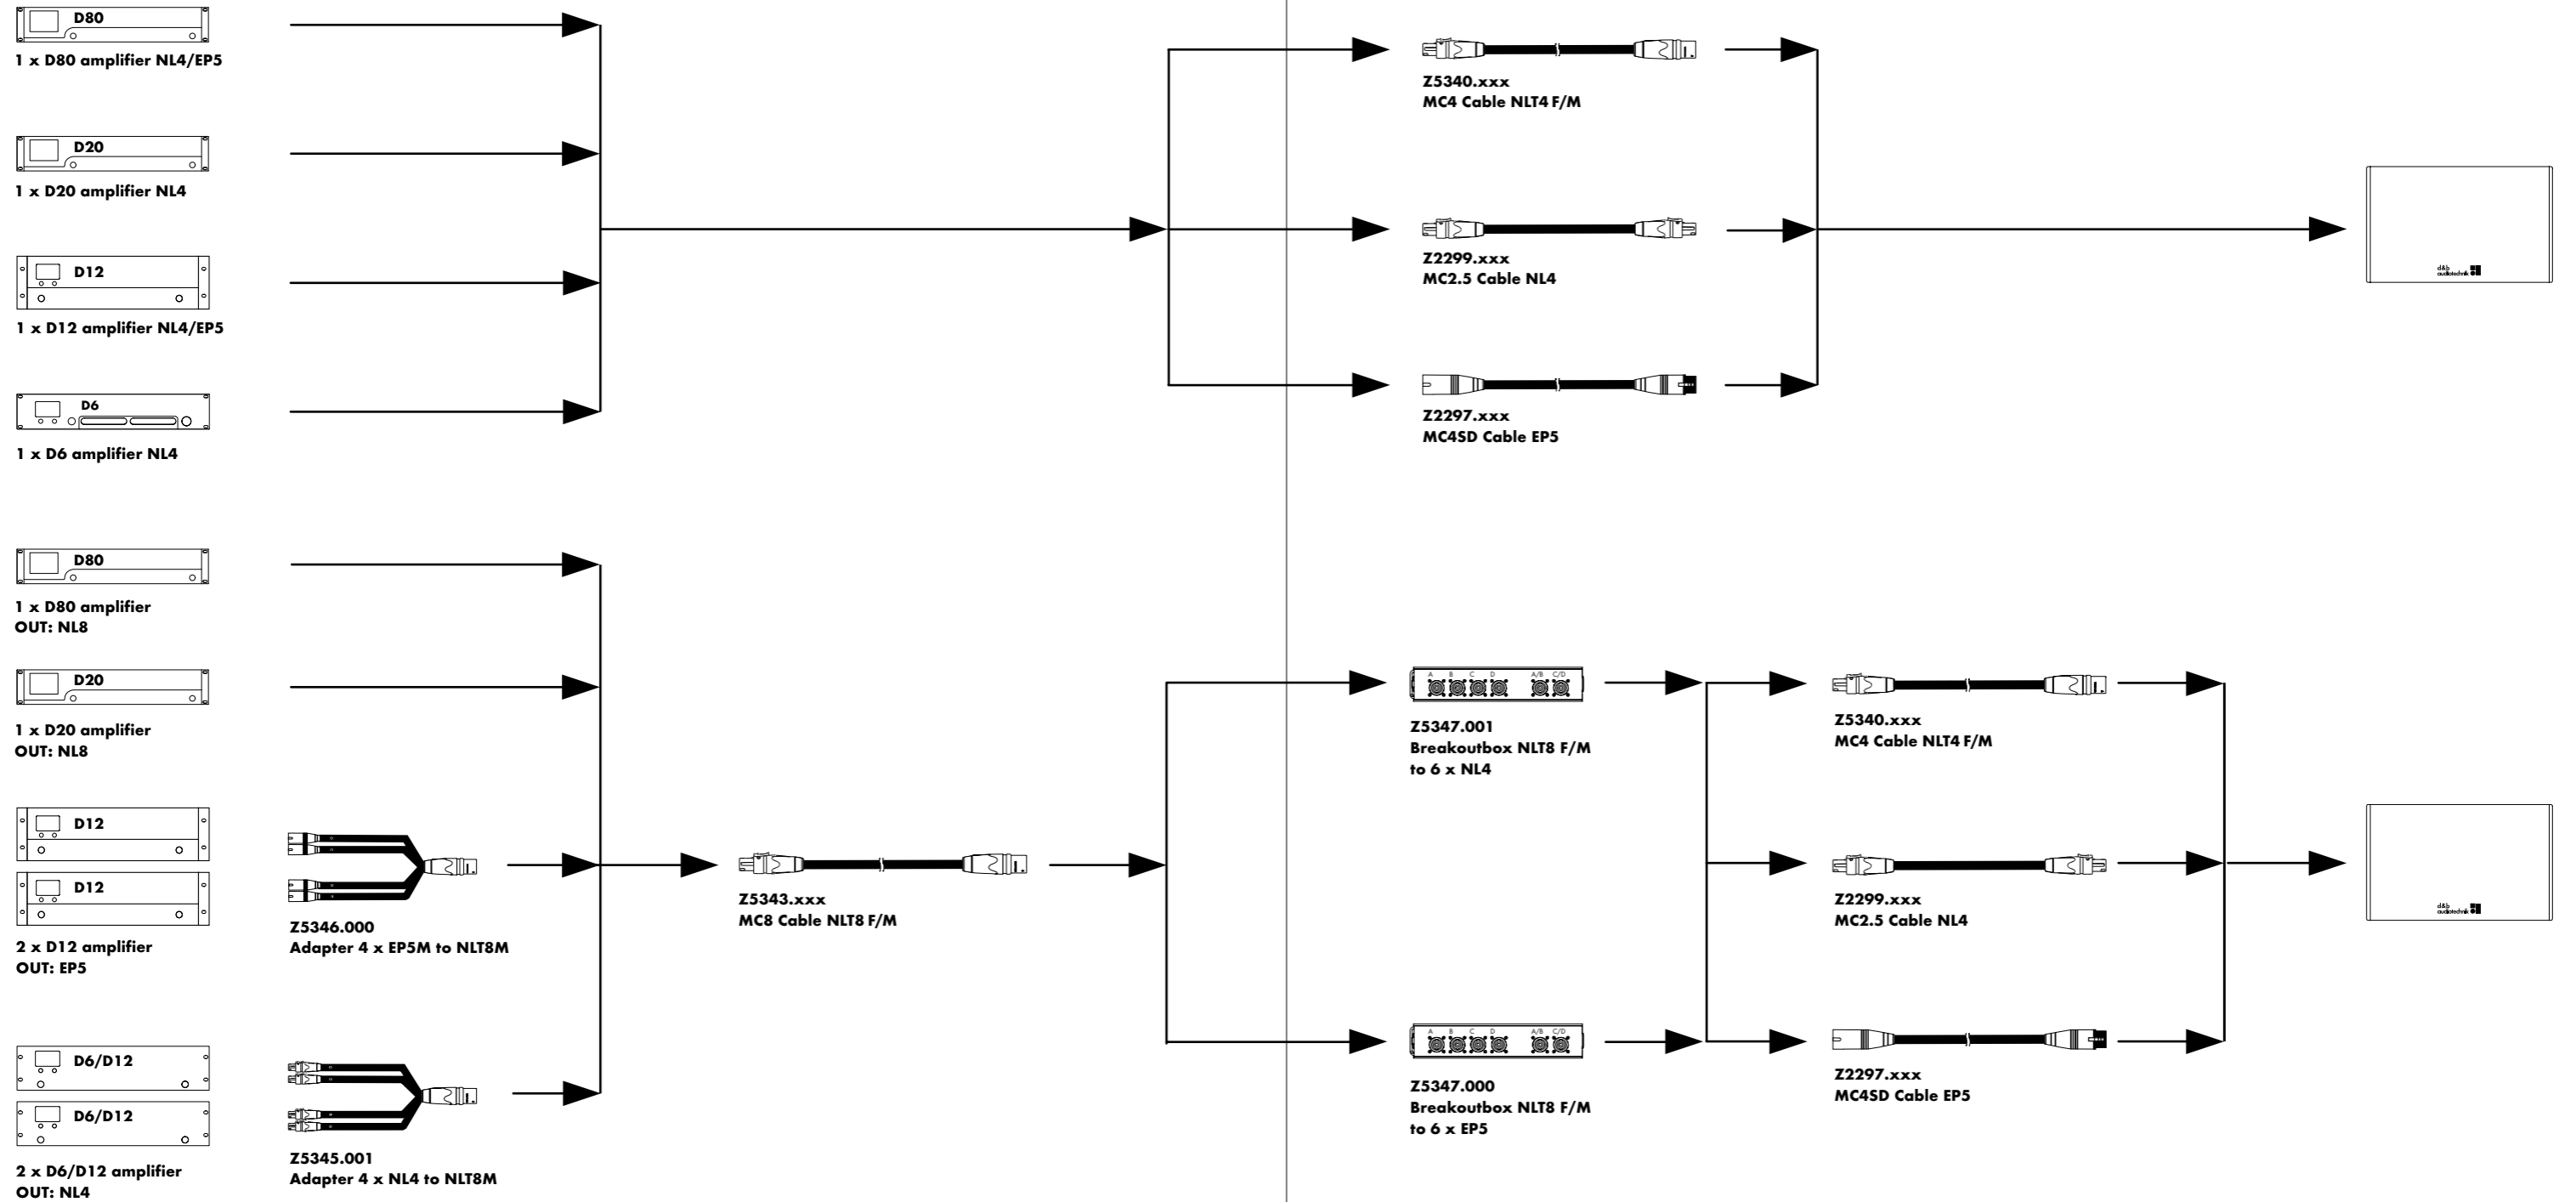 D80
1 x D80 amplifier NL4/EP5
D20
1 x D20 amplifier NL4
D12
1 x D12 amplifier NL4/EP5
D6
1 x D6 amplifier NL4
Z5340.xxx
MC4 Cable NLT4 F/M
Z2299.xxx
MC2.5 Cable NL4
Z2297.xxx
MC4SD Cable EP5
d&b
audiotechnik
D80
1 x D80 amplifier
OUT: NL8
D20
1 x D20 amplifier
OUT: NL8
D12
D12
2 x D12 amplifier
OUT: EP5
Z5346.000
Adapter 4 x EP5M to NLT8M
D6/D12
D6/D12
2 x D6/D12 amplifier
OUT: NL4
Z5345.001
Adapter 4 x NL4 to NLT8M
Z5343.xxx
MC8 Cable NLT8 F/M
A B C D A/B C/D
Z5347.001
Breakoutbox NLT8 F/M
to 6 x NL4
A B C D A/B C/D
Z5347.000
Breakoutbox NLT8 F/M
to 6 x EP5
Z5340.xxx
MC4 Cable NLT4 F/M
Z2299.xxx
MC2.5 Cable NL4
Z2297.xxx
MC4SD Cable EP5
d&b
audiotechnik